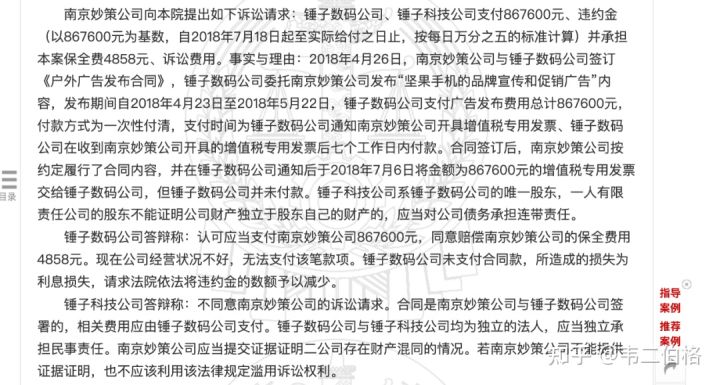 南京妙策公司向本院提出如下诉讼请求：锤子数码公司、锤子科技公司支付867600元、违约金
（以867600元为基数，自2018年7月18日起至实际给付之日止，按每日万分之五的标准计算）并承担
本案保全费4858元、诉讼费用。事实与理由：2018年4月26日，南京妙策公司与锤子数码公司签订
《户外广告发布合同》，锤子数码公司委托南京妙策公司发布“坚果手机的品牌宣传和促销广告”内
容，发布期间自2018年4月23日至2018年5月22日，锤子数码公司支付广告发布费用总计867600元，
付款方式为一次性付清，支付时间为锤子数码公司通知南京妙策公司开具增值税专用发票、锤子数码
公司在收到南京妙策公司开具的增值税专用发票后七个工作日内付款。合同签订后，南京妙策公司按
约定履行了合同内容，并在锤子数码公司通知后于2018年7月6日将金额为867600元的增值税专用发票
交给锤子数码公司，但锤子数码公司并未付款。锤子科技公司系锤子数码公司的唯一股东，一人有限
责任公司的股东不能证明公司财产独立于股东自己的财产的，应当对公司债务承担连带责任。
锤子数码公司答辩称：认可应当支付南京妙策公司867600元，同意赔偿南京妙策公司的保全费用
4858元。现在公司经营状况不好，无法支付该笔款项。锤子数码公司未支付合同款，所造成的损失为
利息损失，请求法院依法将违约金的数额予以减少。
锤子科技公司答辩称：不同意南京妙策公司的诉讼请求。合同是南京妙策公司与锤子数码公司签
署的，相关费用应由锤子数码公司支付。锤子数码公司与锤子科技公司均为独立的法人，应当独立承
担民事责任。南京妙策公司应当提交证据证明二公司存在财产混同的情况。若南京妙策公司不能提供
证据证明，也不应该利用该法律规定滥用诉讼权利。
目录
指导
案例
推荐
案例
知乎 @韦二伯格